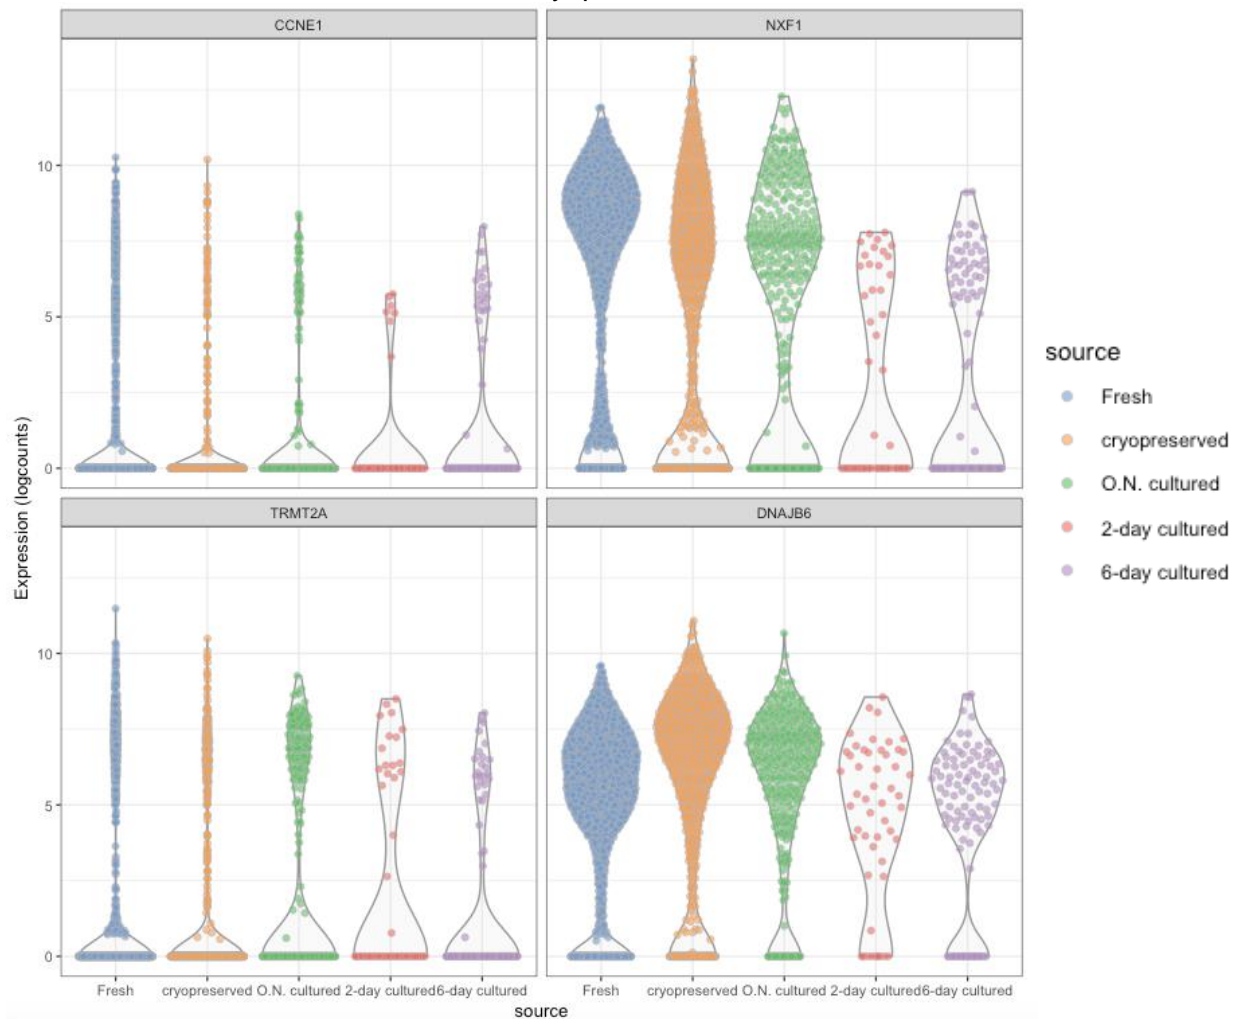 CCNE1
NXF1
10
5
0
TRMT2A
DNAJB6
10
5
0
Expression (logcounts)
Fresh cryopreserved O.N. cultured 2-day cultured 6-day cultured
Fresh cryopreserved O.N. cultured 2-day cultured 6-day cultured
source
source
Fresh
cryopreserved
O.N. cultured
2-day cultured
6-day cultured